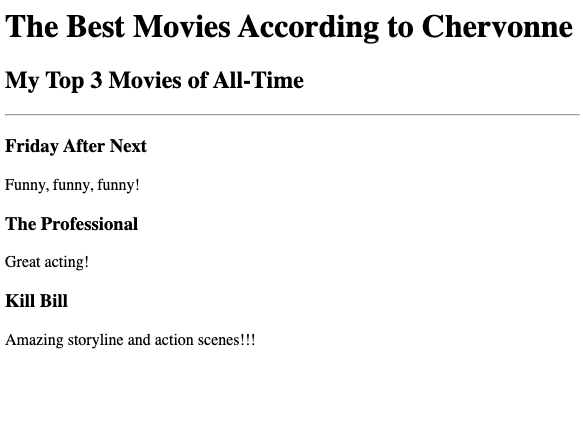 The Best Movies According to Chervonne
My Top 3 Movies of All-Time
Friday After Next
Funny, funny, funny!
The Professional
Great acting!
Kill Bill
Amazing storyline and action scenes!!!